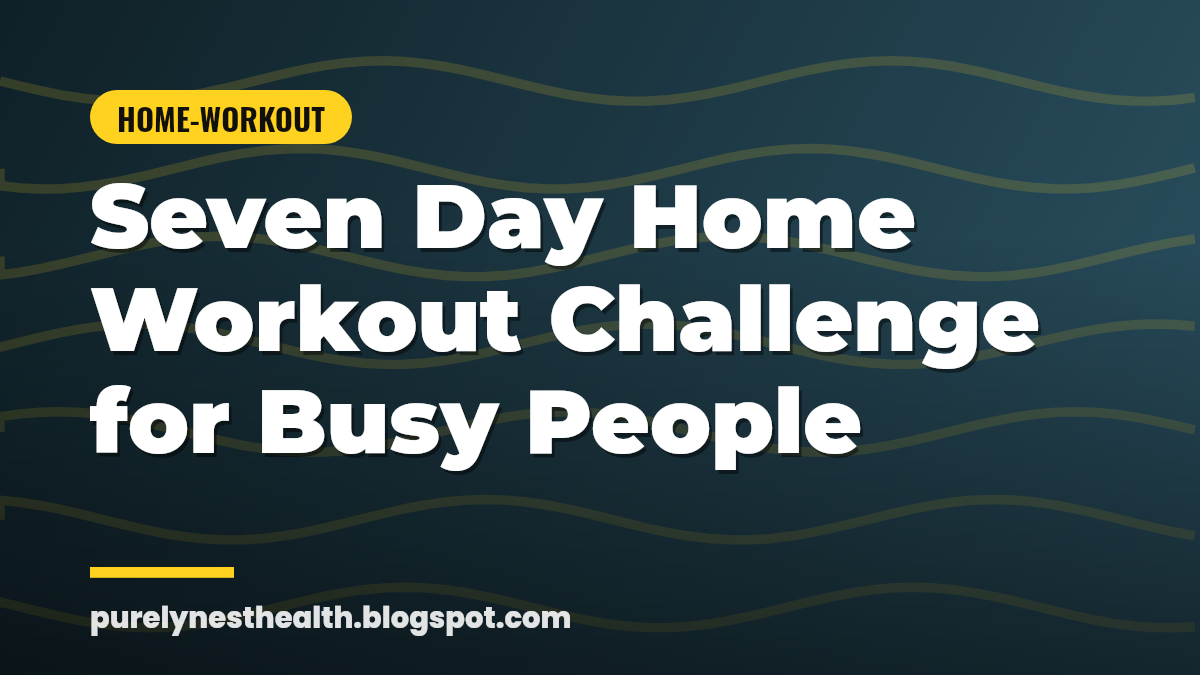 HOME-WORKOUT
Seven Day Home
Workout Challenge
for Busy People
purelynesthealth.blogspot.com